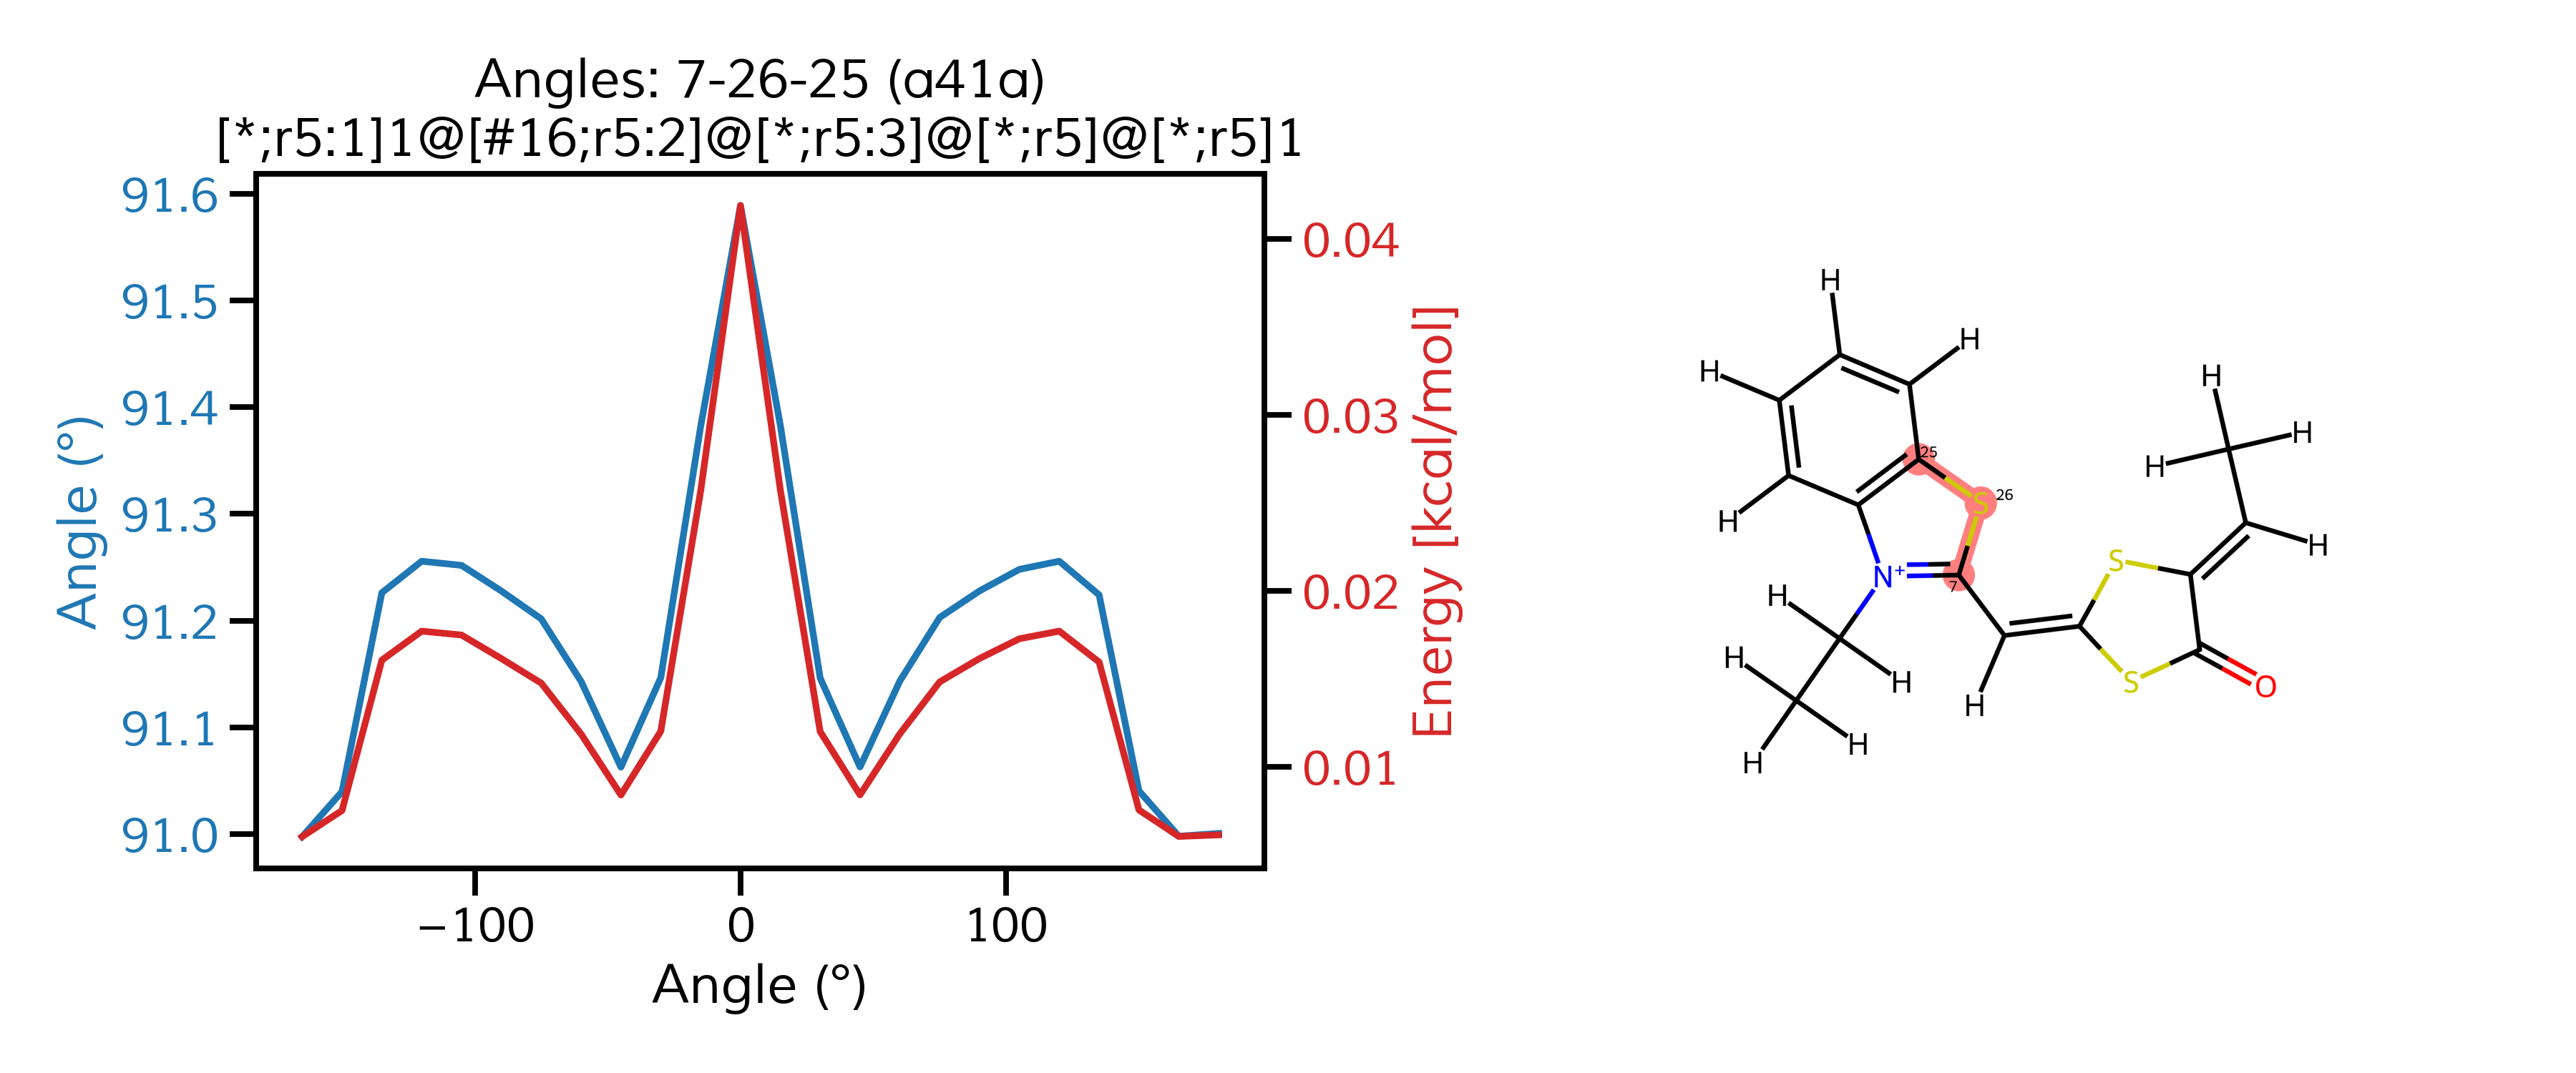 Angles: 7-26-25 (a41a)
[*;r5:1]1@[#16;r5:2]@[*;r5:3]@[*;r5]@[*;r5]1
91.6
91.5
91.4
91.3
91.2
91.1
91.0
Angle (°)
0.04
0.03
0.02
0.01
Energy [kcal/mol]
−100 0 100
Angle (°)
H
H
H
H
H
H
H
25
S 26
H
H
S
N+ 7
H
H
H
S
O
H
H
H